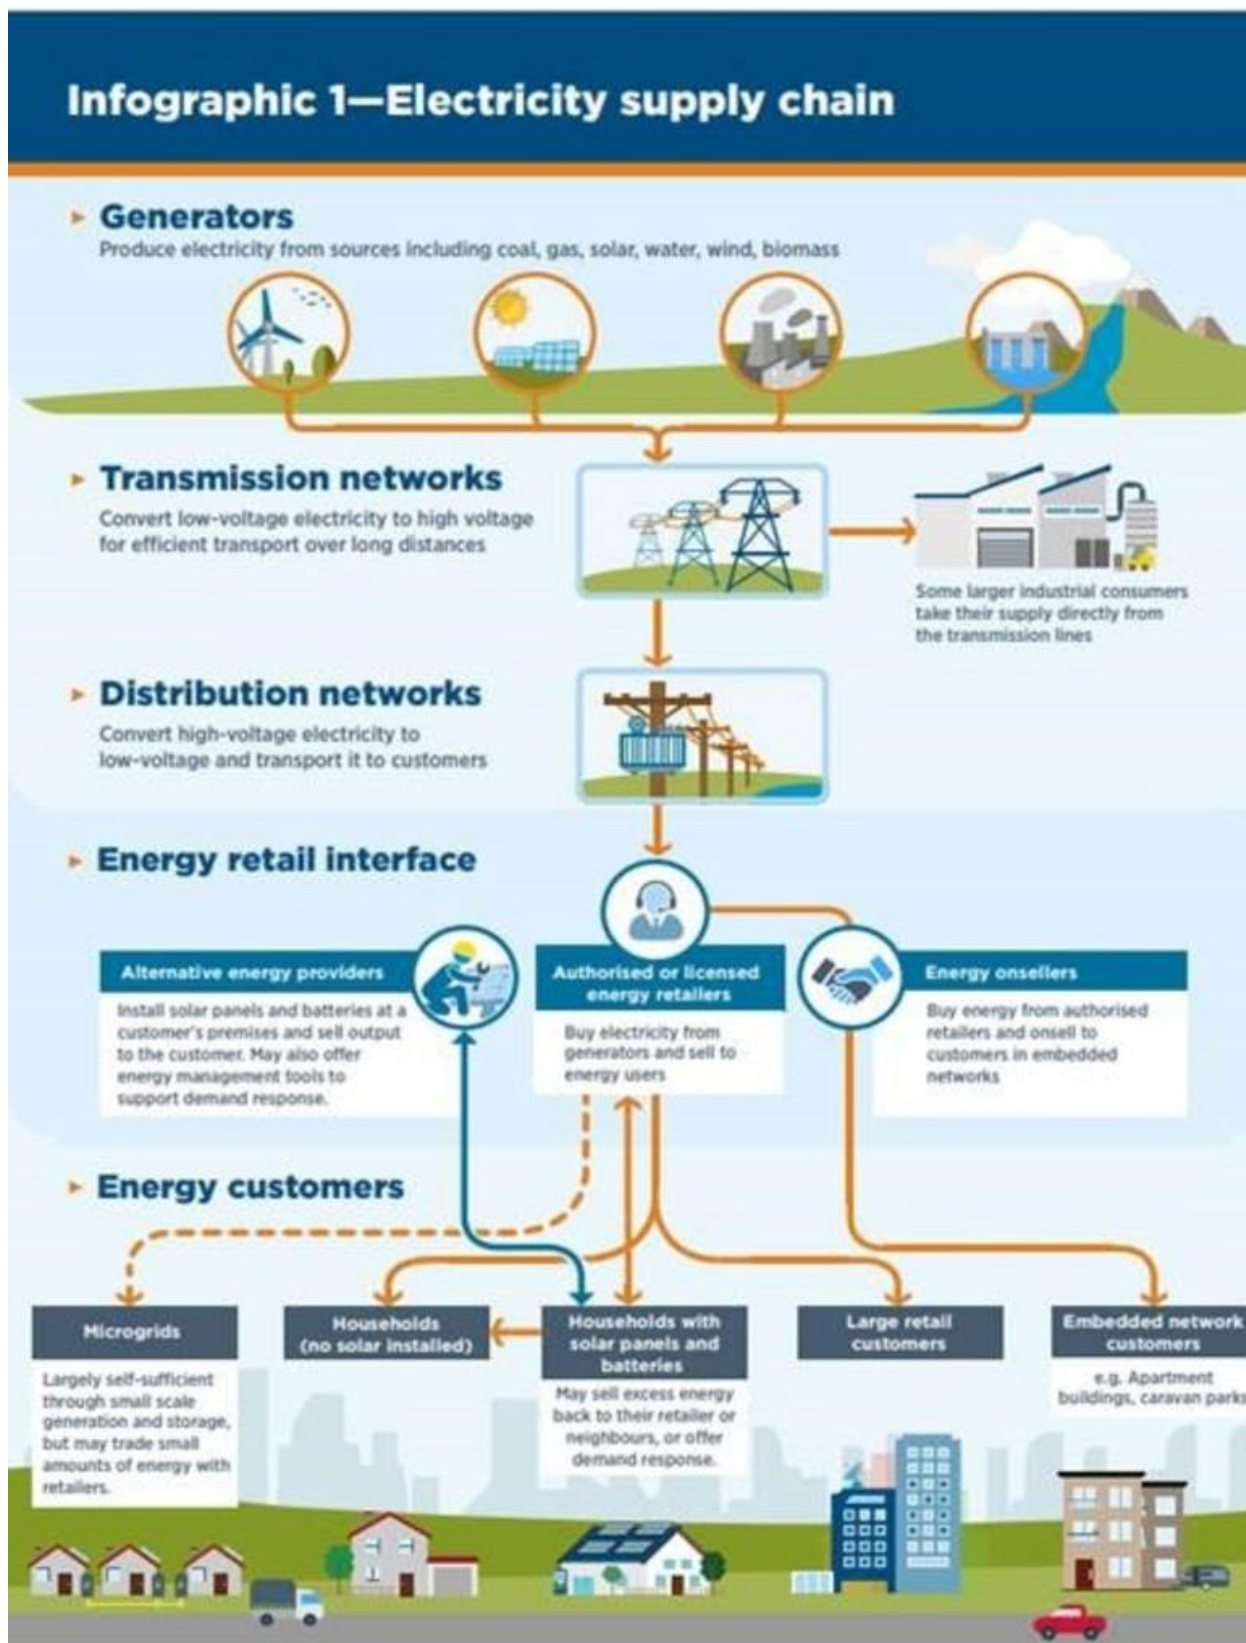 Infographic 1—Electricity supply chain
Generators
Produce electricity from sources including coal, gas, solar, water, wind, biomass
Transmission networks
Convert low-voltage electricity to high voltage
for efficient transport over long distances
Some larger industrial consumers
take their supply directly from
the transmission lines
Distribution networks
Convert high-voltage electricity to
low-voltage and transport it to customers
Energy retail interface
Alternative energy providers
Install solar panels and batteries at a
customer's premises and sell output
to the customer. May also offer
energy management tools to
support demand response.
Authorised or licensed
energy retailers
Buy electricity from
generators and sell to
energy users
Energy onsellers
Buy energy from authorised
retailers and onsell to
customers in embedded
networks
Energy customers
Microgrids
Largely self-sufficient
through small scale
generation and storage,
but may trade small
amounts of energy with
retailers.
Households
(no solar installed)
Households with
solar panels and
batteries
May sell excess energy
back to their retailer or
neighbours, or offer
demand response.
Large retail
customers
Embedded network
customers
e.g. Apartment
buildings, caravan parks